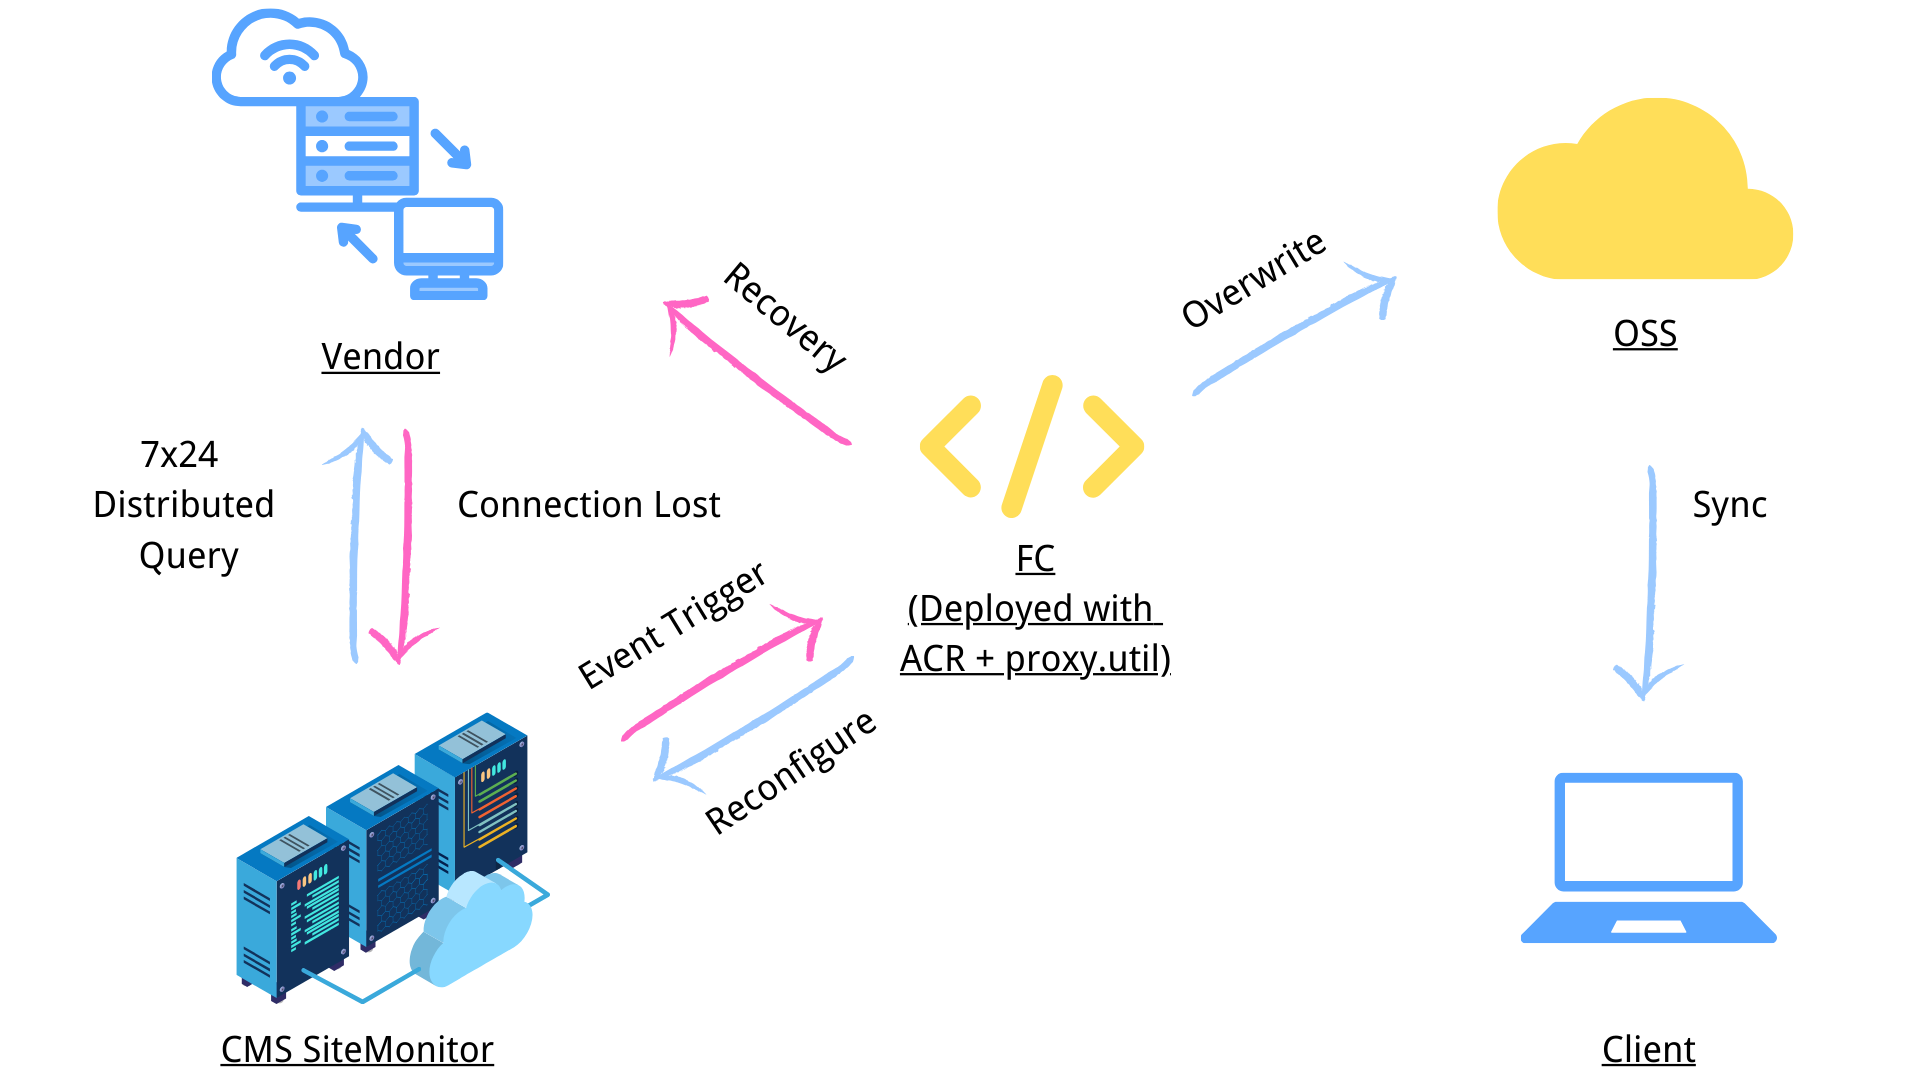 Vendor
7x24
Distributed
Query
Connection Lost
Recovery
Overwrite
OSS
FC
(Deployed with
ACR + proxy.util)
Sync
Event Trigger
Reconfigure
CMS SiteMonitor
Client